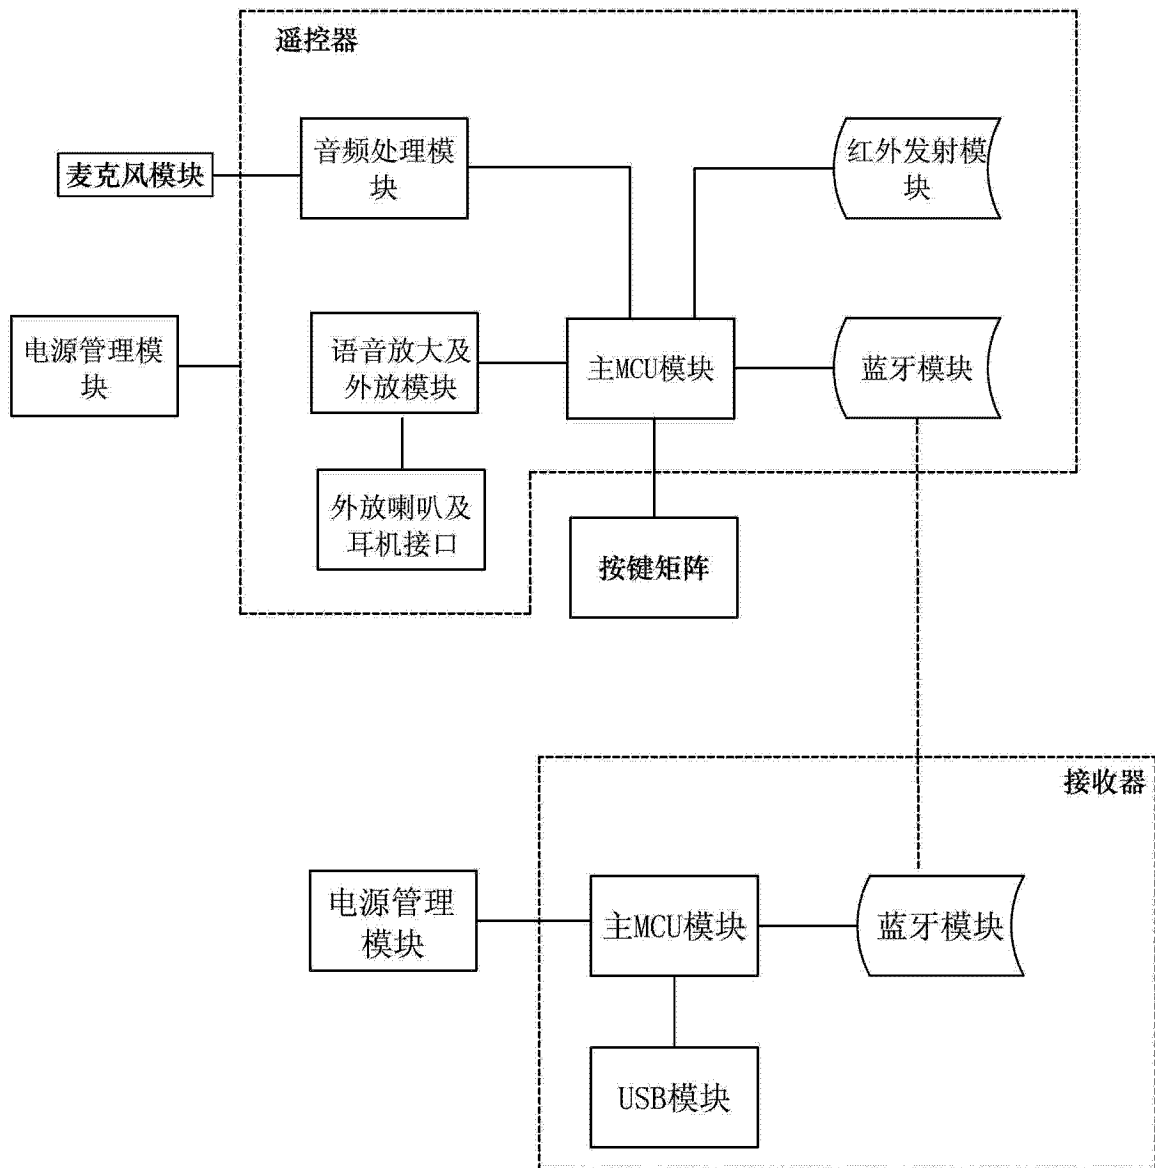 遥控器
音频处理模
块
红外发射模
块
麦克风模块
电源管理模
块
语音放大及
外放模块
主MCU模块
蓝牙模块
外放喇叭及
耳机接口
按键矩阵
接收器
电源管理
模块
主MCU模块
蓝牙模块
USB模块